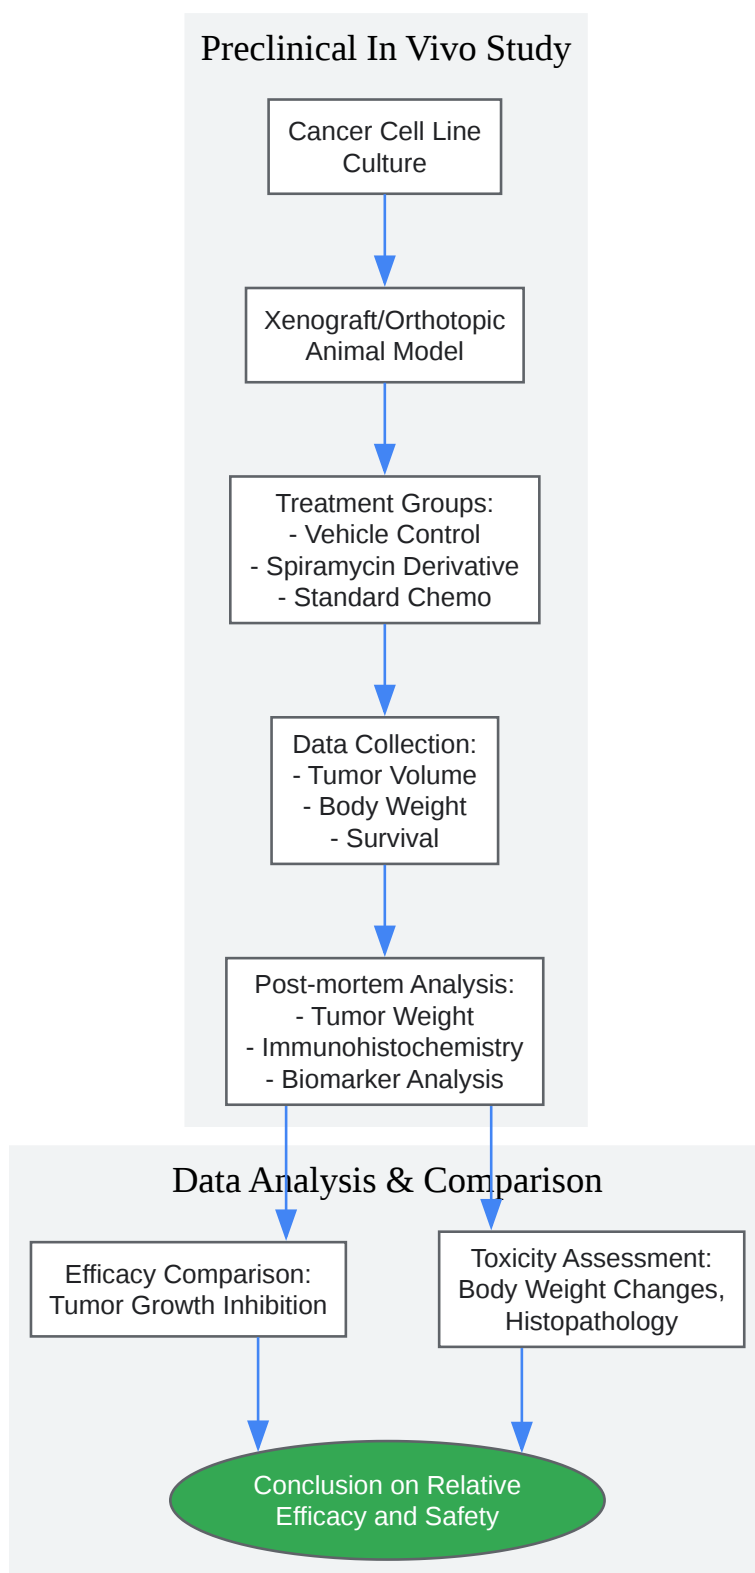 Preclinical In Vivo Study
Cancer Cell Line
Culture
Xenograft/Orthotopic
Animal Model
Treatment Groups:
- Vehicle Control
- Spiramycin Derivative
- Standard Chemo
Data Collection:
- Tumor Volume
- Body Weight
- Survival
Post-mortem Analysis:
- Tumor Weight
- Immunohistochemistry
- Biomarker Analysis
Data Analysis & Comparison
Efficacy Comparison:
Tumor Growth Inhibition
Toxicity Assessment:
Body Weight Changes,
Histopathology
Conclusion on Relative
Efficacy and Safety